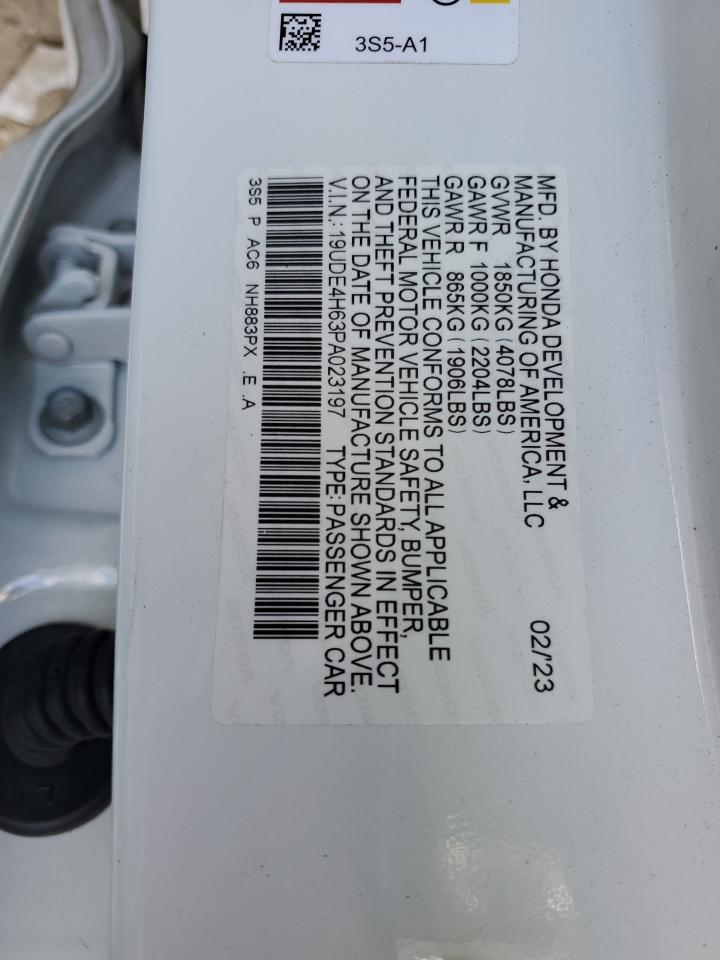 3S5-A1
MFD. BY HONDA DEVELOPMENT &
MANUFACTURING OF AMERICA, LLC 02/'23
GVWR 1850KG (4078LBS)
GAWR F 1000KG (2204LBS)
GAWR R 865KG (1906LBS)
THIS VEHICLE CONFORMS TO ALL APPLICABLE
FEDERAL MOTOR VEHICLE SAFETY, BUMPER,
AND THEFT PREVENTION STANDARDS IN EFFECT
ON THE DATE OF MANUFACTURE SHOWN ABOVE.
V.I.N.: 19UDE4H63PA023197 TYPE: PASSENGER CAR
3S5 P AC6 NH883PX .E .A